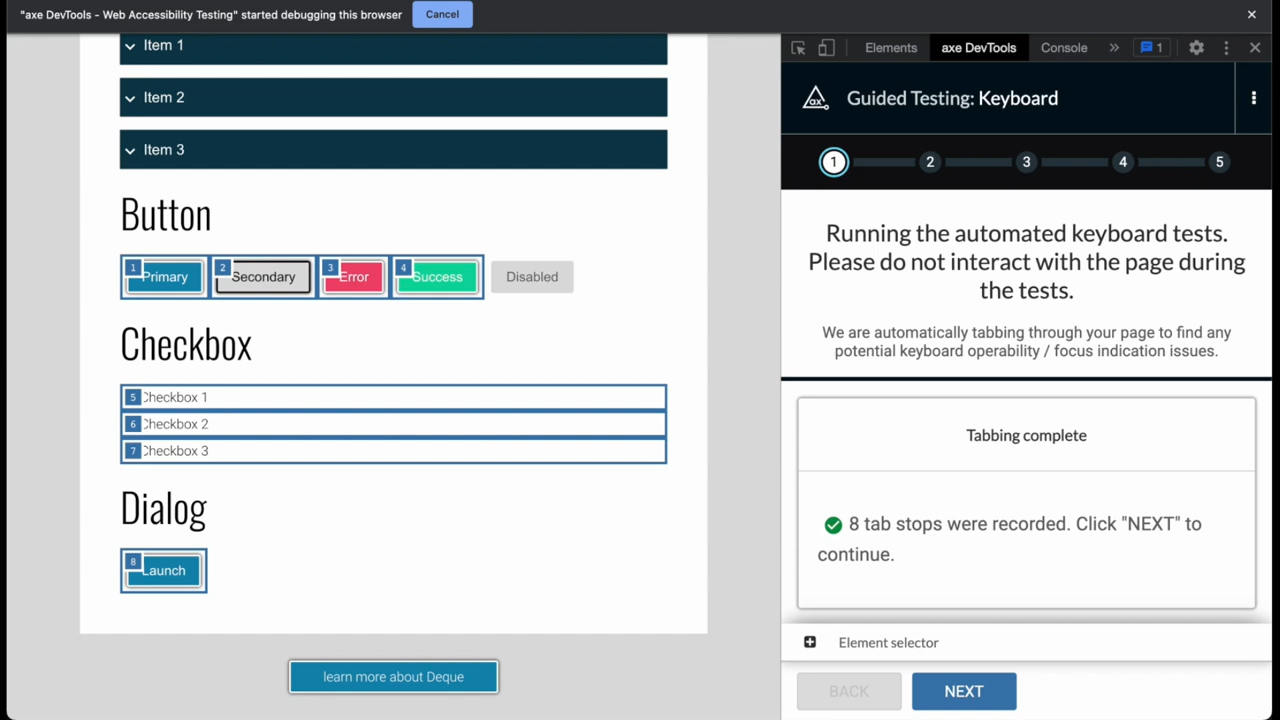 "axe DevTools - Web Accessibility Testing" started debugging this browser
Cancel
Item 1
Item 2
Item 3
Button
1 Primary
2 Secondary
3 Error
4 Success
Disabled
Checkbox
5 Checkbox 1
6 Checkbox 2
7 Checkbox 3
Dialog
8 Launch
learn more about Deque
Elements
axe DevTools
Console
1
ax
Guided Testing: Keyboard
1
2
3
4
5
Running the automated keyboard tests.
Please do not interact with the page during
the tests.
We are automatically tabbing through your page to find any
potential keyboard operability / focus indication issues.
Tabbing complete
8 tab stops were recorded. Click "NEXT" to
continue.
Element selector
BACK
NEXT